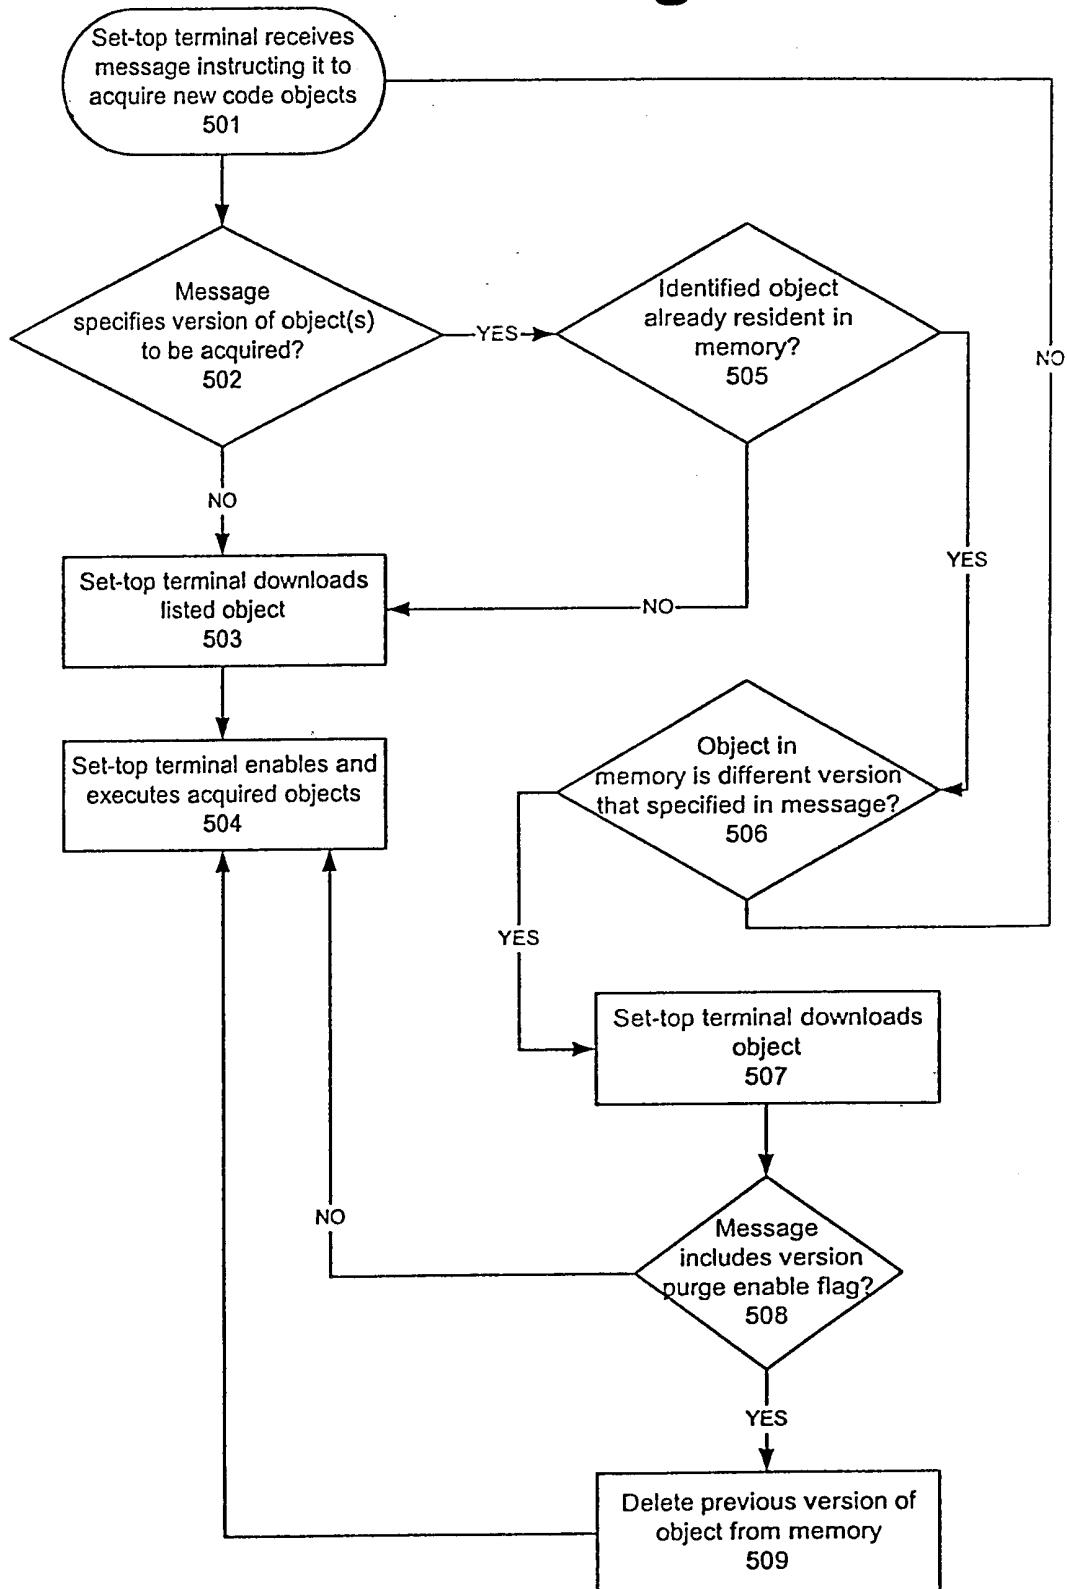 Set-top terminal receives
message instructing it to
acquire new code objects
501
Message
specifies version of object(s)
to be acquired?
502
YES
Identified object
already resident in
memory?
505
NO
NO
YES
Set-top terminal downloads
listed object
503
NO
Set-top terminal enables and
executes acquired objects
504
Object in
memory is different version
that specified in message?
506
YES
Set-top terminal downloads
object
507
NO
Message
includes version
purge enable flag?
508
YES
Delete previous version of
object from memory
509